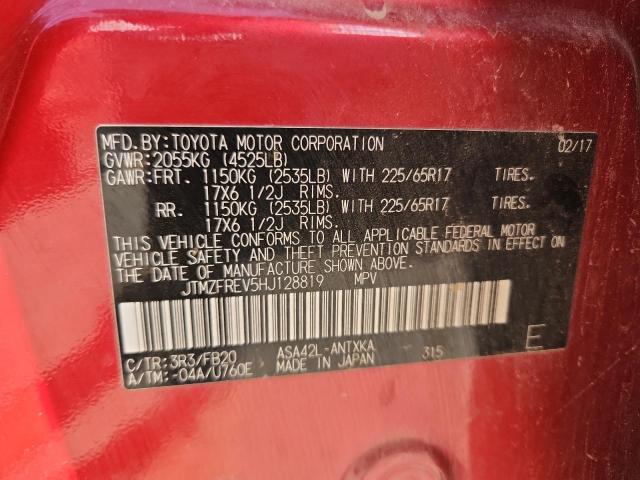 MFD.BY:TOYOTA MOTOR CORPORATION 02/17
GVWR:2055KG (4525LB)
GAWR:FRT. 1150KG (2535LB) WITH 225/65R17 TIRES.
17X6 1/2J RIMS.
RR. 1150KG (2535LB) WITH 225/65R17 TIRES.
17X6 1/2J RIMS.
THIS VEHICLE CONFORMS TO ALL APPLICABLE FEDERAL MOTOR
VEHICLE SAFETY AND THEFT PREVENTION STANDARDS IN EFFECT ON
THE DATE OF MANUFACTURE SHOWN ABOVE.
JTMZFREV5HJ128819 MPV
C/TR:3R3/FB20 ASA42L-ANTXKA 315 E
A/TM:-04A/U760E MADE IN JAPAN